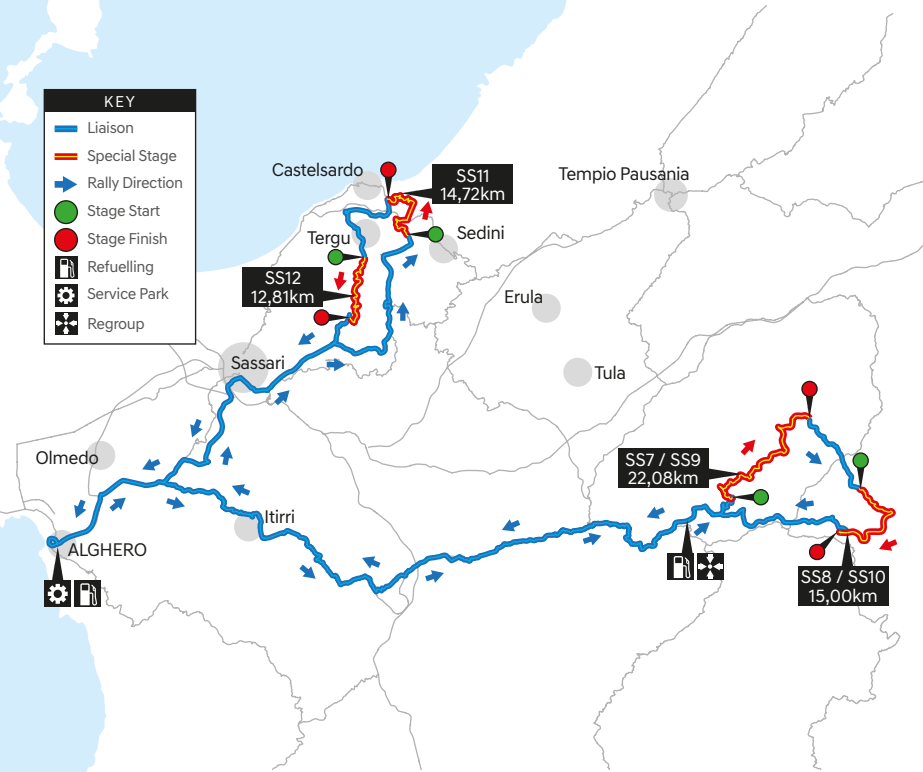 KEY
Liaison
Special Stage
Rally Direction
Stage Start
Stage Finish
Refuelling
Service Park
Regroup
Castelsardo
SS11
14,72km
Tempio Pausania
Tergu
Sedini
SS12
12,81km
Erula
Sassari
Tula
Olmedo
SS7 / SS9
22,08km
Itirri
ALGHERO
SS8 / SS10
15,00km